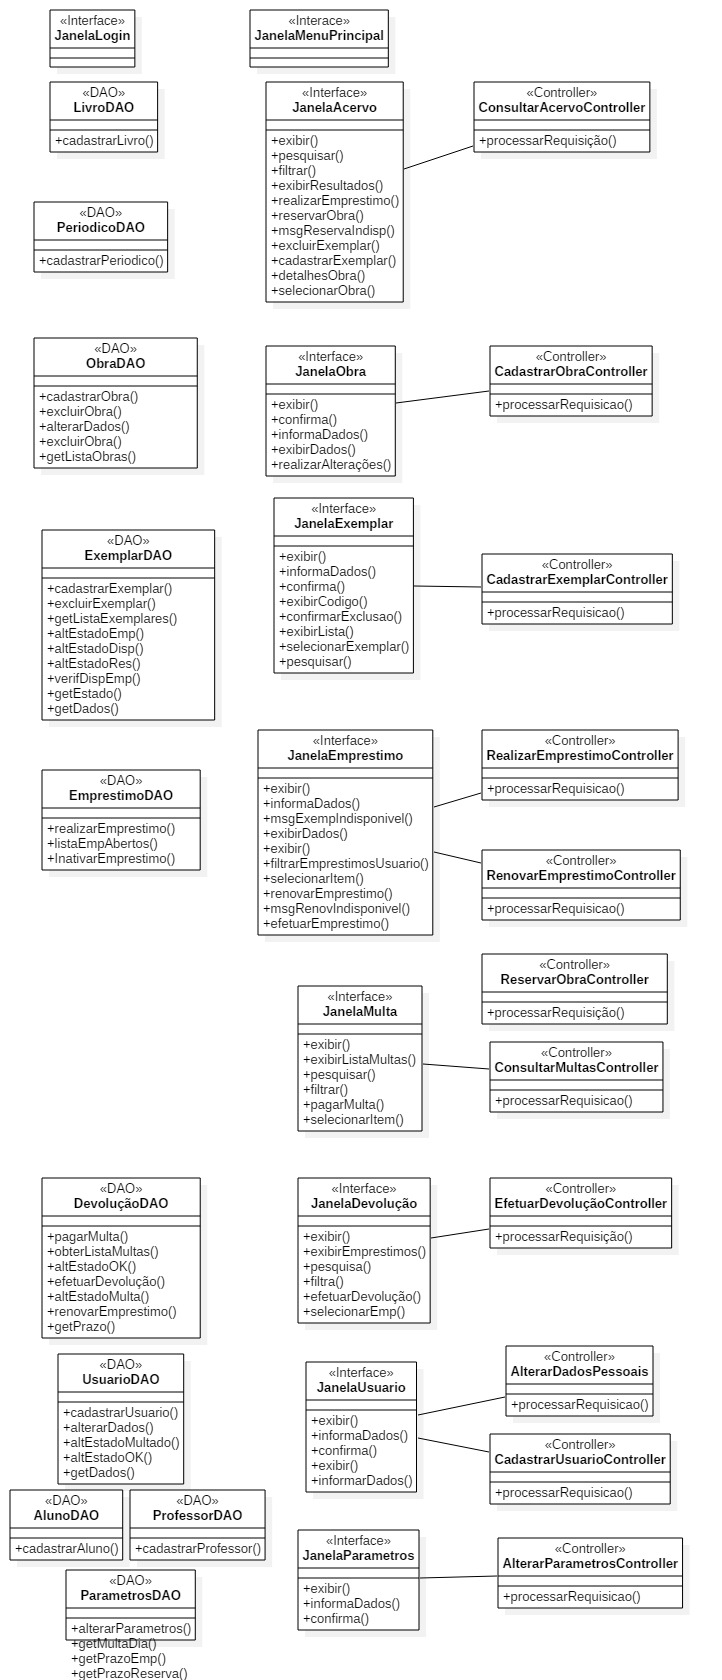 «Interface»
JanelaLogin
«Interace»
JanelaMenuPrincipal
«DAO»
LivroDAO
+cadastrarLivro()
«Interface»
JanelaAcervo
+exibir()
+pesquisar()
+filtrar()
+exibirResultados()
+realizarEmprestimo()
+reservarObra()
+msgReservaIndisp()
+excluirExemplar()
+cadastrarExemplar()
+detalhesObra()
+selecionarObra()
«Controller»
ConsultarAcervoController
+processarRequisição()
«DAO»
PeriodicoDAO
+cadastrarPeriodico()
«DAO»
ObraDAO
+cadastrarObra()
+excluirObra()
+alterarDados()
+excluirObra()
+getListaObras()
«Interface»
JanelaObra
+exibir()
+confirma()
+informaDados()
+exibirDados()
+realizarAlterações()
«Controller»
CadastrarObraController
+processarRequisicao()
«DAO»
ExemplarDAO
+cadastrarExemplar()
+excluirExemplar()
+getListaExemplares()
+altEstadoEmp()
+altEstadoDisp()
+altEstadoRes()
+verifDispEmp()
+getEstado()
+getDados()
«Interface»
JanelaExemplar
+exibir()
+informaDados()
+confirma()
+exibirCodigo()
+confirmarExclusao()
+exibirLista()
+selecionarExemplar()
+pesquisar()
«Controller»
CadastrarExemplarController
+processarRequisicao()
«DAO»
EmprestimoDAO
+realizarEmprestimo()
+listaEmpAbertos()
+InativarEmprestimo()
«Interface»
JanelaEmprestimo
+exibir()
+informaDados()
+msgExempIndisponivel()
+exibirDados()
+exibir()
+filtrarEmprestimosUsuario()
+selecionarItem()
+renovarEmprestimo()
+msgRenovIndisponivel()
+efetuarEmprestimo()
«Controller»
RealizarEmprestimoController
+processarRequisicao()
«Controller»
RenovarEmprestimoController
+processarRequisicao()
«Controller»
ReservarObraController
+processarRequisição()
«Interface»
JanelaMulta
+exibir()
+exibirListaMultas()
+pesquisar()
+filtrar()
+pagarMulta()
+selecionarItem()
«Controller»
ConsultarMultasController
+processarRequisicao()
«DAO»
DevoluçãoDAO
+pagarMulta()
+obterListaMultas()
+altEstadoOK()
+efetuarDevolução()
+altEstadoMulta()
+renovarEmprestimo()
+getPrazo()
«Interface»
JanelaDevolução
+exibir()
+exibirEmprestimos()
+pesquisa()
+filtra()
+efetuarDevolução()
+selecionarEmp()
«Controller»
EfetuarDevoluçãoController
+processarRequisição()
«DAO»
UsuarioDAO
+cadastrarUsuario()
+alterarDados()
+altEstadoMultado()
+altEstadoOK()
+getDados()
«Interface»
JanelaUsuario
+exibir()
+informaDados()
+confirma()
+exibir()
+informarDados()
«Controller»
AlterarDadosPessoais
+processarRequisicao()
«Controller»
CadastrarUsuarioController
+processarRequisicao()
«DAO»
AlunoDAO
+cadastrarAluno()
«DAO»
ProfessorDAO
+cadastrarProfessor()
«Interface»
JanelaParametros
+exibir()
+informaDados()
+confirma()
«Controller»
AlterarParametrosController
+processarRequisicao()
«DAO»
ParametrosDAO
+alterarParametros()
+getMultaDia()
+getPrazoEmp()
+getPrazoReserva()